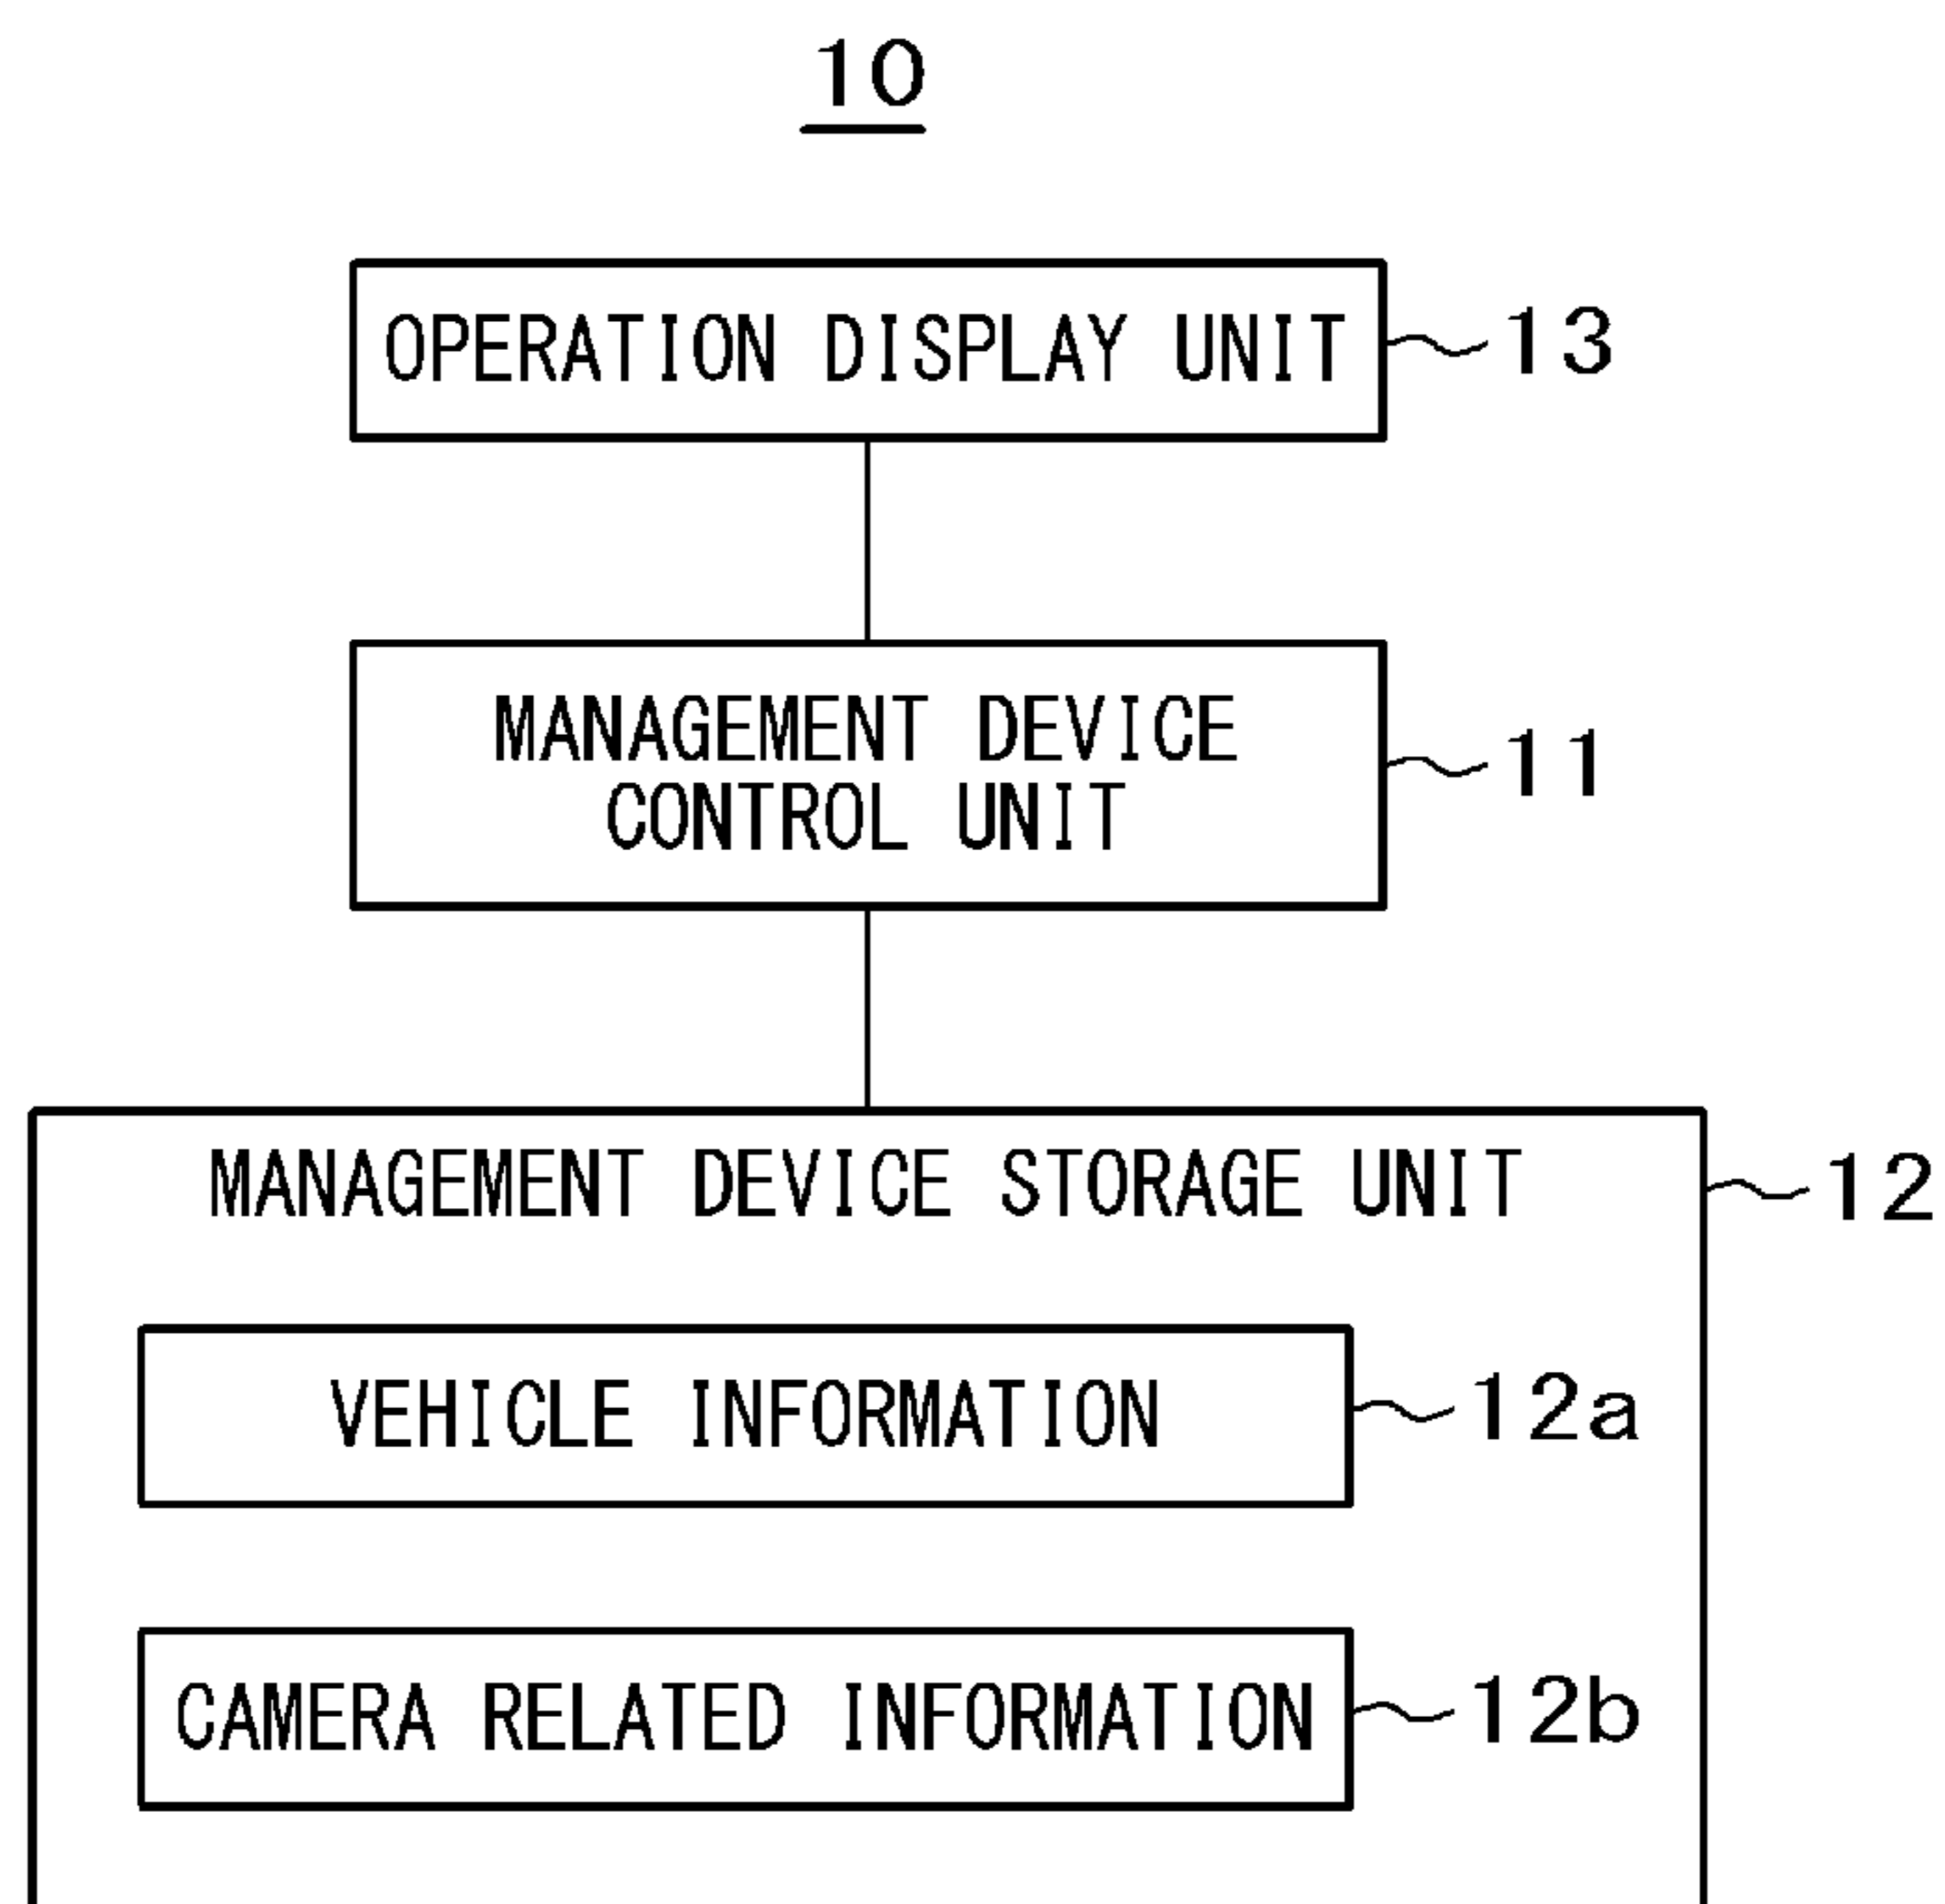 10
OPERATION DISPLAY UNIT
13
MANAGEMENT DEVICE
CONTROL UNIT
11
MANAGEMENT DEVICE STORAGE UNIT
12
VEHICLE INFORMATION
12a
CAMERA RELATED INFORMATION
12b